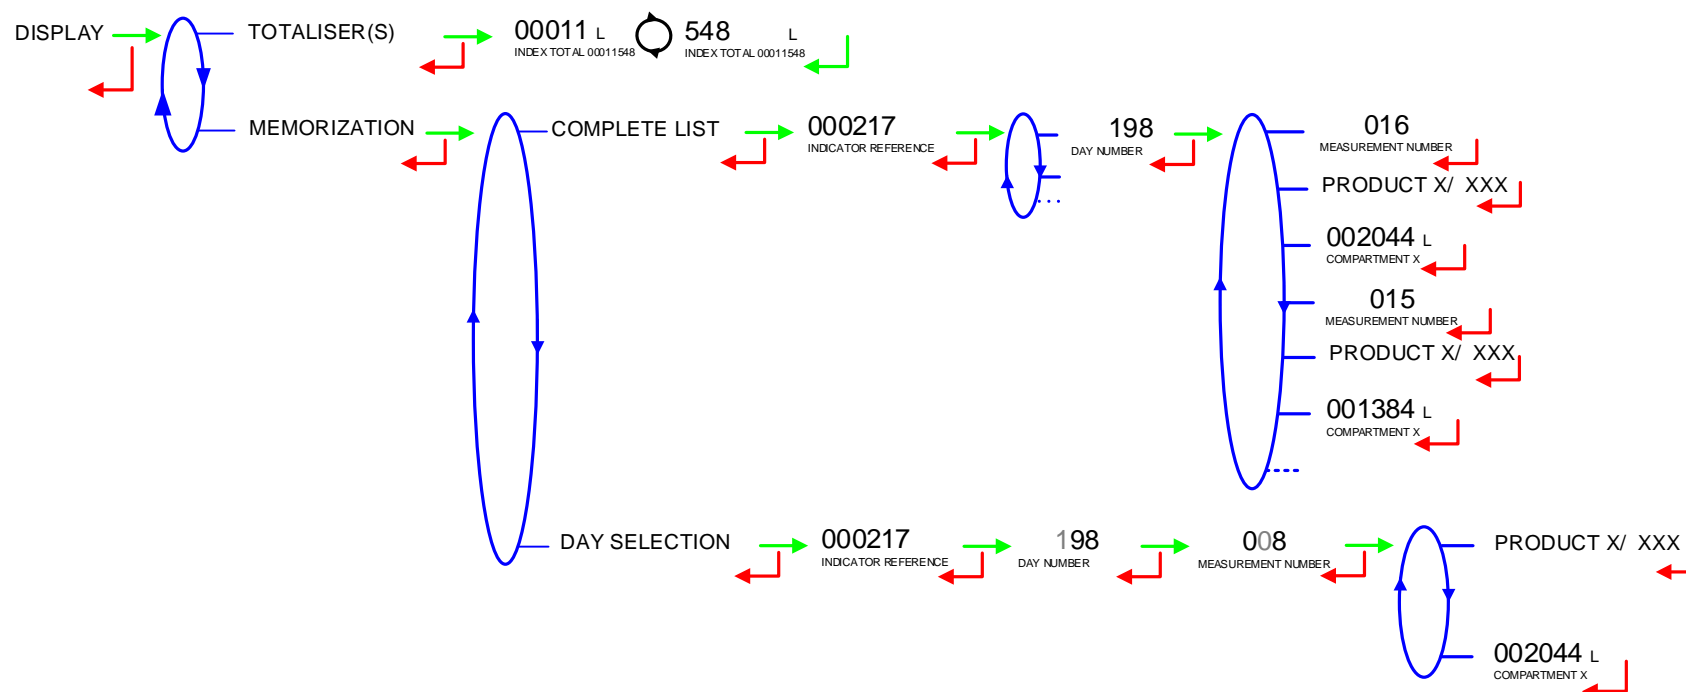 DISPLAY
TOTALISER(S)
00011 L
INDEX TOTAL 00011548
548 L
INDEX TOTAL 00011548
MEMORIZATION
COMPLETE LIST
000217
INDICATOR REFERENCE
198
DAY NUMBER
016
MEASUREMENT NUMBER
PRODUCT X/ XXX
002044 L
COMPARTMENT X
015
MEASUREMENT NUMBER
PRODUCT X/ XXX
001384 L
COMPARTMENT X
DAY SELECTION
000217
INDICATOR REFERENCE
198
DAY NUMBER
008
MEASUREMENT NUMBER
PRODUCT X/ XXX
002044 L
COMPARTMENT X